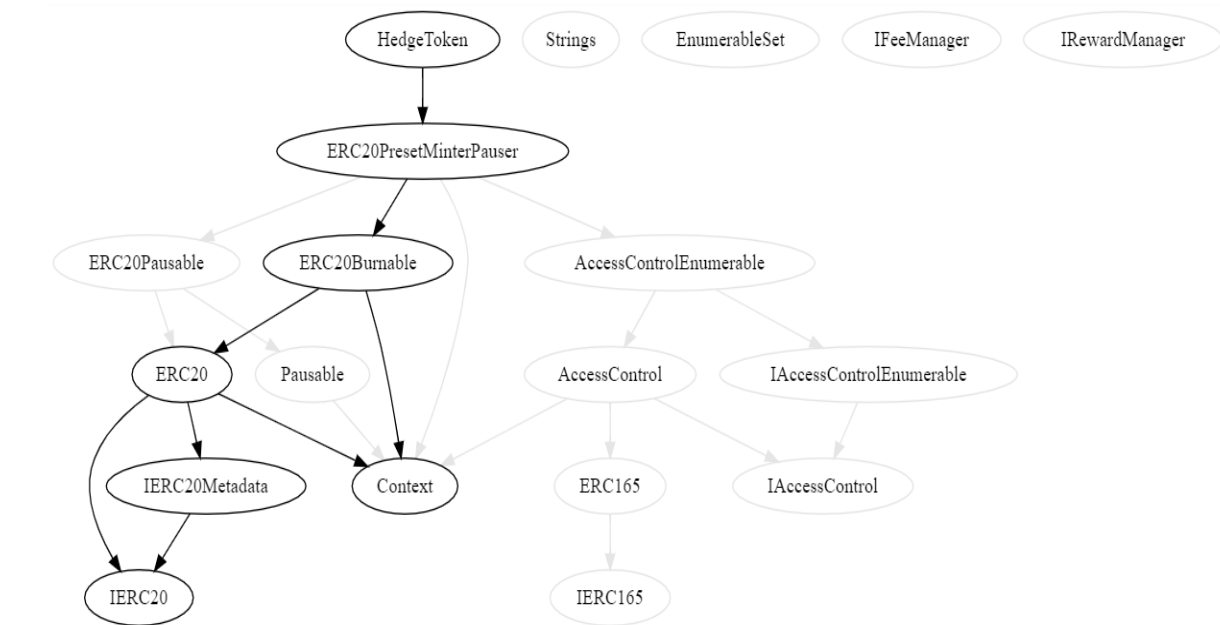 HedgeToken
Strings
EnumerableSet
IFeeManager
IRewardManager
ERC20PresetMinterPauser
ERC20Pausable
ERC20Burnable
AccessControlEnumerable
ERC20
Pausable
AccessControl
IAccessControlEnumerable
IERC20Metadata
Context
ERC165
IAccessControl
IERC20
IERC165